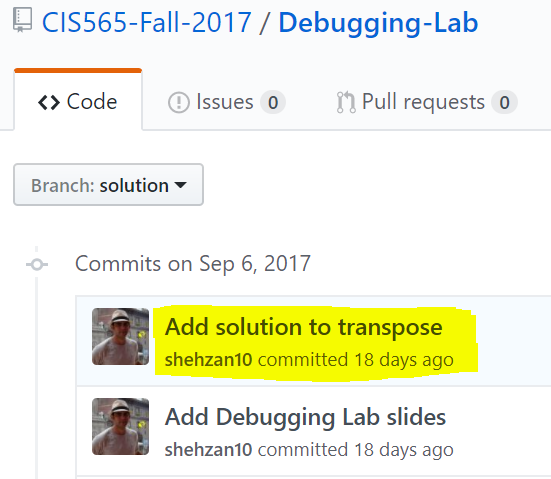 CIS565-Fall-2017 / Debugging-Lab
Code Issues 0 Pull requests 0
Branch: solution
Commits on Sep 6, 2017
Add solution to transpose
shehzan10 committed 18 days ago
Add Debugging Lab slides
shehzan10 committed 18 days ago